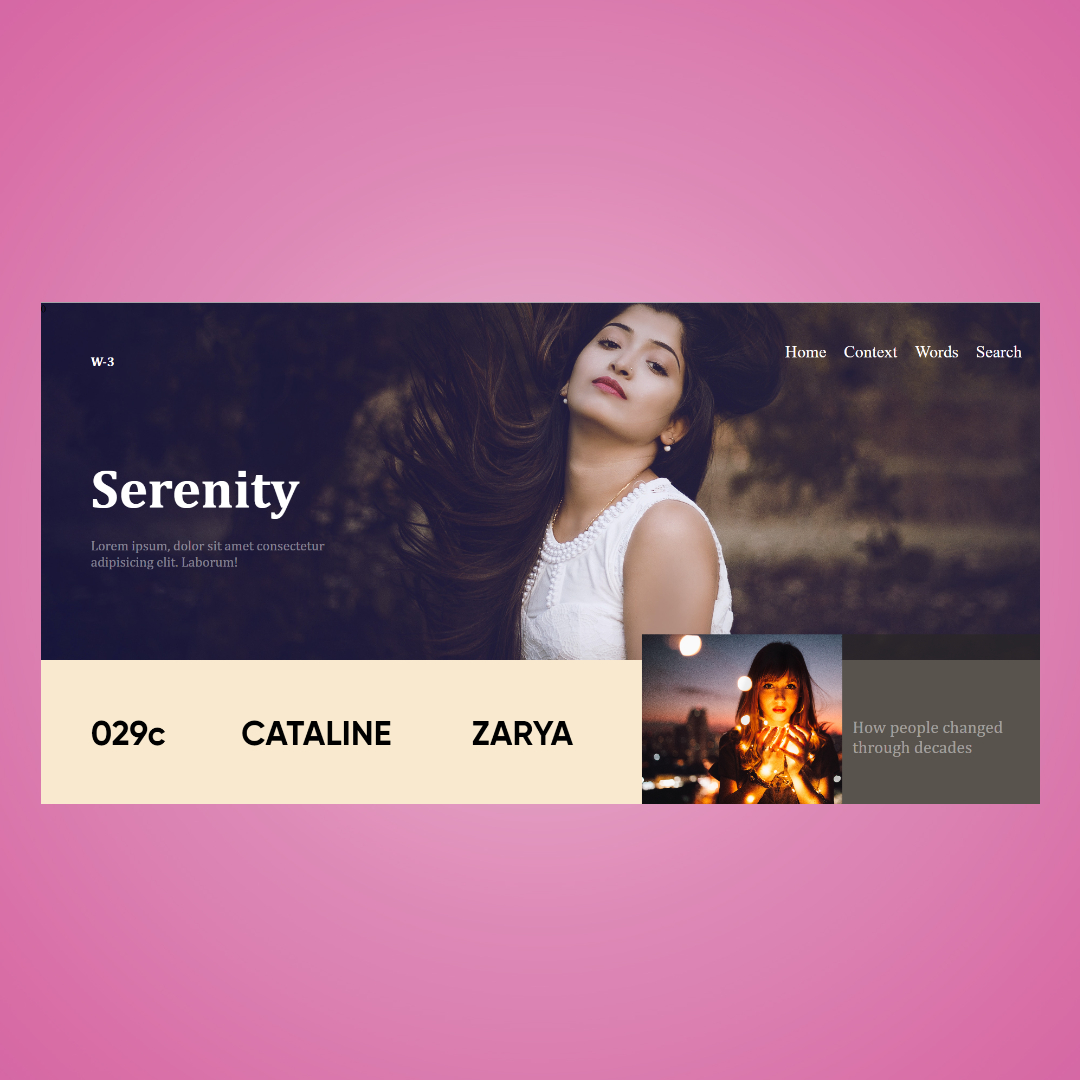 W-3
Home Context Words Search
Serenity
Lorem ipsum, dolor sit amet consectetur
adipisicing elit. Laborum!
029c CATALINE ZARYA
How people changed
through decades